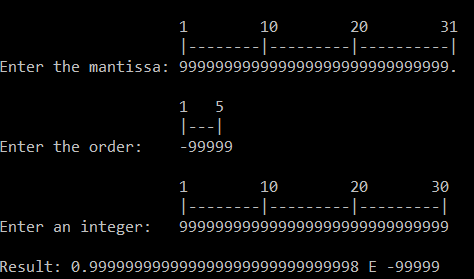 1       10        20        31
|--------|---------|----------|
Enter the mantissa: 999999999999999999999999999999.
1   5
|---|
Enter the order:    -99999
1       10        20       30
|--------|---------|---------|
Enter an integer:   999999999999999999999999999999
Result: 0.999999999999999999999999999998 E -99999